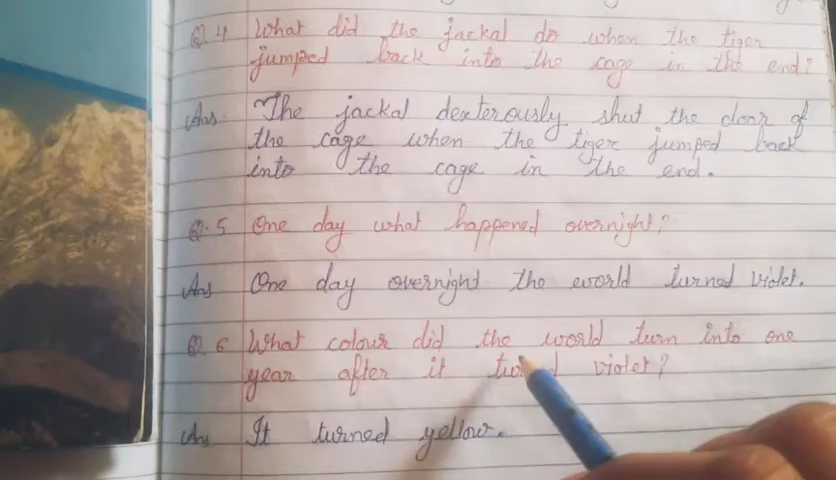 Q.4 What did the jackal do when the tiger
jumped back into the cage in the end?
Ans The jackal dexterously shut the door of
the cage when the tiger jumped back
into the cage in the end.
Q.5 One day what happened overnight?
Ans One day overnight the world turned violet.
Q.6 What colour did the world turn into one
year after it violet?
Ans It turned yellow.